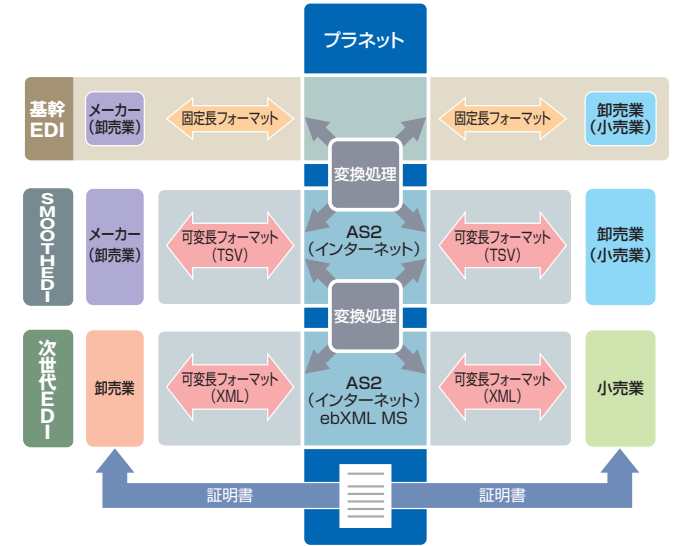 プラネット
基幹
EDI
メーカー
(卸売業)
固定長フォーマット
固定長フォーマット
卸売業
(小売業)
変換処理
SMOOTHEDI
メーカー
(卸売業)
可変長フォーマット
(TSV)
AS2
(インターネット)
可変長フォーマット
(TSV)
卸売業
(小売業)
変換処理
次世代EDI
卸売業
可変長フォーマット
(XML)
AS2
(インターネット)
ebXML MS
可変長フォーマット
(XML)
小売業
証明書
証明書